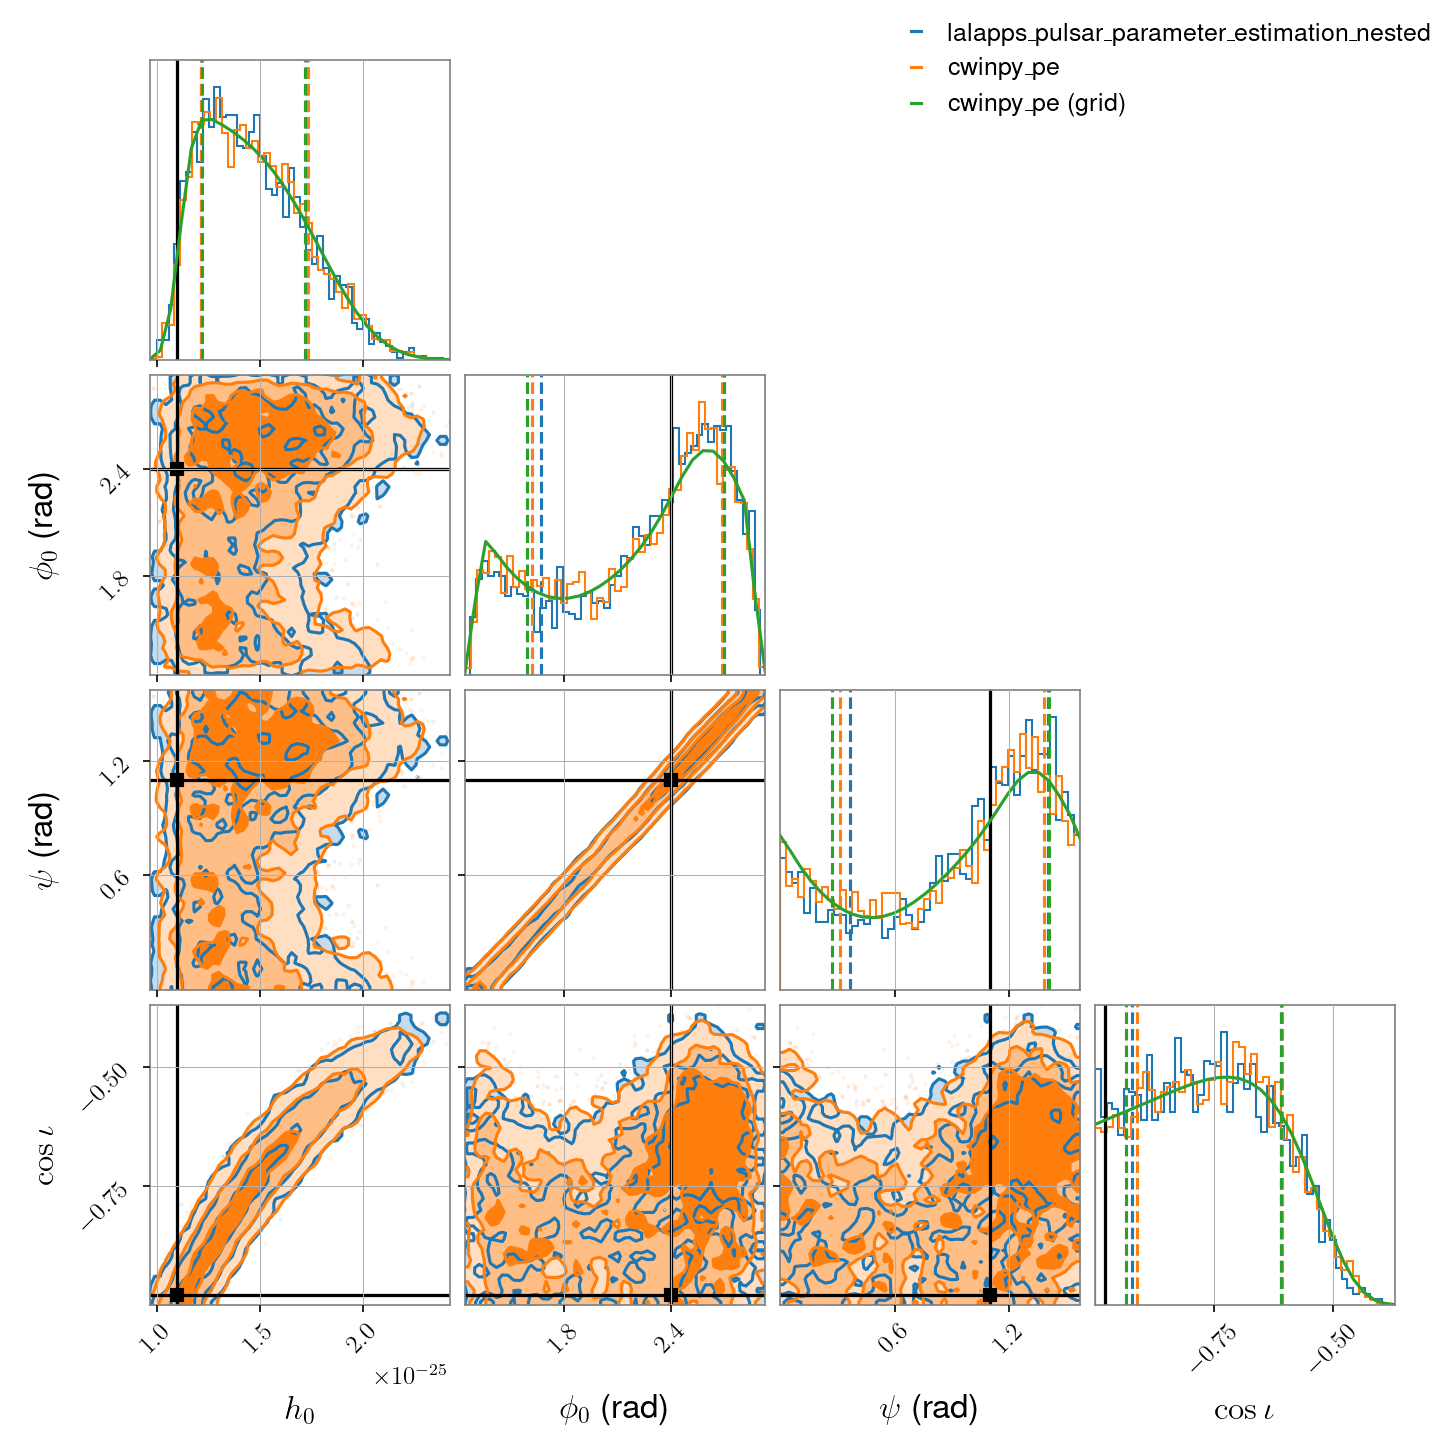 lalapps_pulsar_parameter_estimation_nested
cwinpy_pe
cwinpy_pe (grid)
ϕ₀ (rad)
2.4
1.8
ψ (rad)
1.2
0.6
cos ι
−0.50
−0.75
1.0 1.5 2.0
×10⁻²⁵
h₀
1.8 2.4
ϕ₀ (rad)
0.6 1.2
ψ (rad)
−0.75 −0.50
cos ι